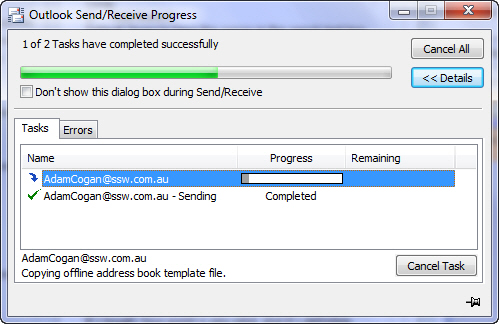 Outlook Send/Receive Progress
1 of 2 Tasks have completed successfully
Cancel All
<< Details
Don't show this dialog box during Send/Receive
Tasks
Errors
Name Progress Remaining
AdamCogan@ssw.com.au
AdamCogan@ssw.com.au - Sending Completed
AdamCogan@ssw.com.au
Copying offline address book template file.
Cancel Task